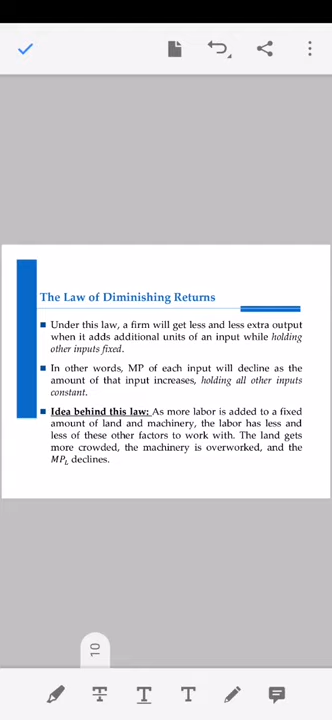 The Law of Diminishing Returns
Under this law, a firm will get less and less extra output
when it adds additional units of an input while holding
other inputs fixed.
In other words, MP of each input will decline as the
amount of that input increases, holding all other inputs
constant.
Idea behind this law: As more labor is added to a fixed
amount of land and machinery, the labor has less and
less of these other factors to work with. The land gets
more crowded, the machinery is overworked, and the
MPL declines.
10
T
T
T